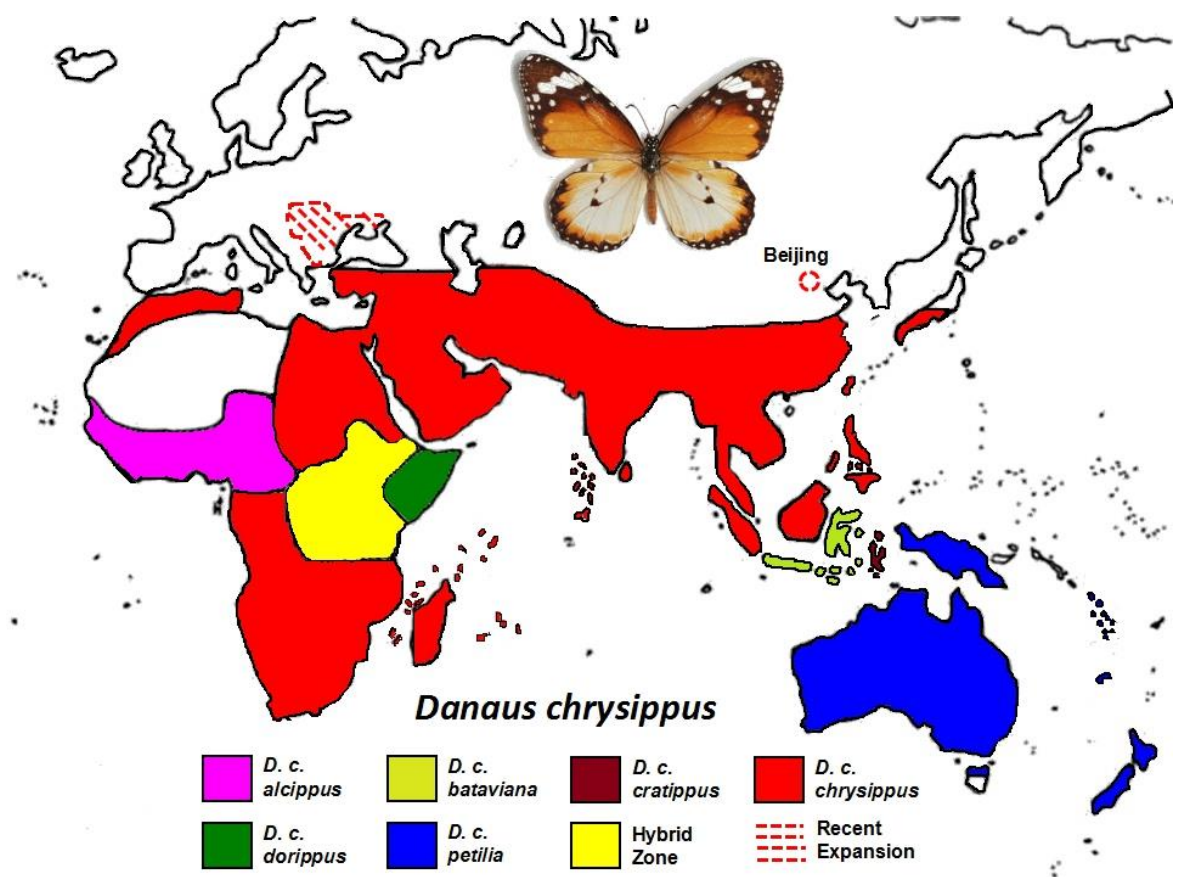 Beijing
Danaus chrysippus
D. c.
alcippus
D. c.
bataviana
D. c.
cratippus
D. c.
chrysippus
D. c.
dorippus
D. c.
petilia
Hybrid
Zone
Recent
Expansion